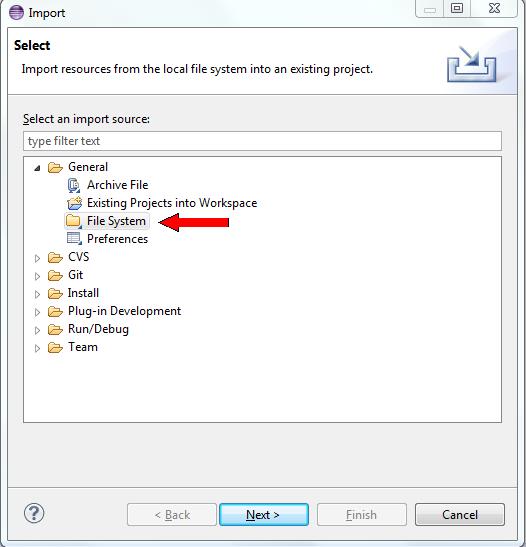 Import
Select
Import resources from the local file system into an existing project.
Select an import source:
type filter text
General
Archive File
Existing Projects into Workspace
File System
Preferences
CVS
Git
Install
Plug-in Development
Run/Debug
Team
?
< Back
Next >
Finish
Cancel